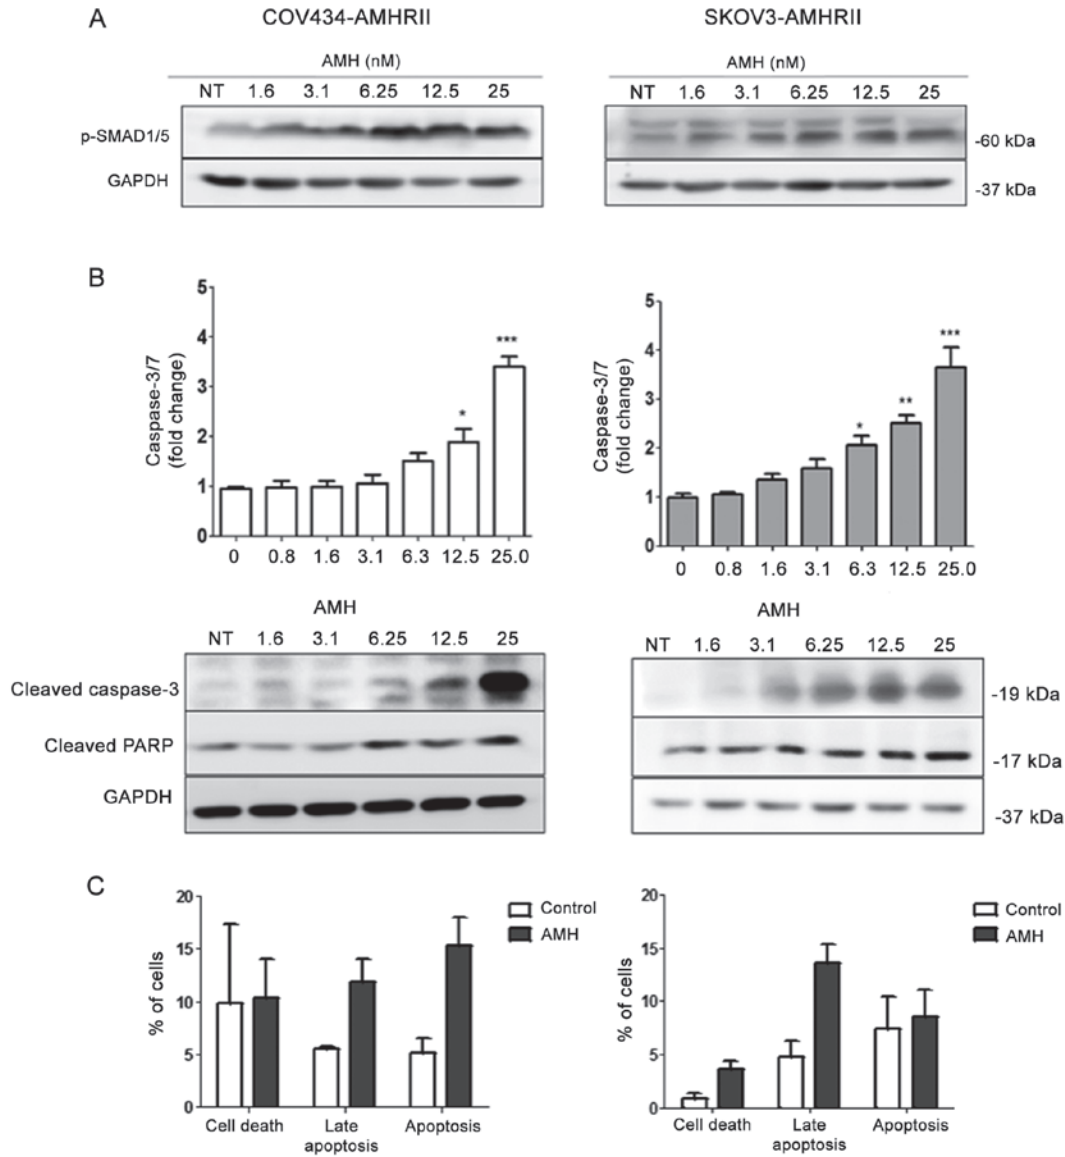 A
COV434-AMHRII
SKOV3-AMHRII
AMH (nM)
NT 1.6 3.1 6.25 12.5 25
p-SMAD1/5
GAPDH
AMH (nM)
NT 1.6 3.1 6.25 12.5 25
-60 kDa
-37 kDa
B
Caspase-3/7
(fold change)
5
4
3
2
1
0
*
***
0 0.8 1.6 3.1 6.3 12.5 25.0
Caspase-3/7
(fold change)
5
4
3
2
1
0
*
**
***
0 0.8 1.6 3.1 6.3 12.5 25.0
AMH
NT 1.6 3.1 6.25 12.5 25
Cleaved caspase-3
Cleaved PARP
GAPDH
AMH
NT 1.6 3.1 6.25 12.5 25
-19 kDa
-17 kDa
-37 kDa
C
% of cells
20
15
10
5
0
Control
AMH
Cell death
Late
apoptosis
Apoptosis
% of cells
20
15
10
5
0
Control
AMH
Cell death
Late
apoptosis
Apoptosis